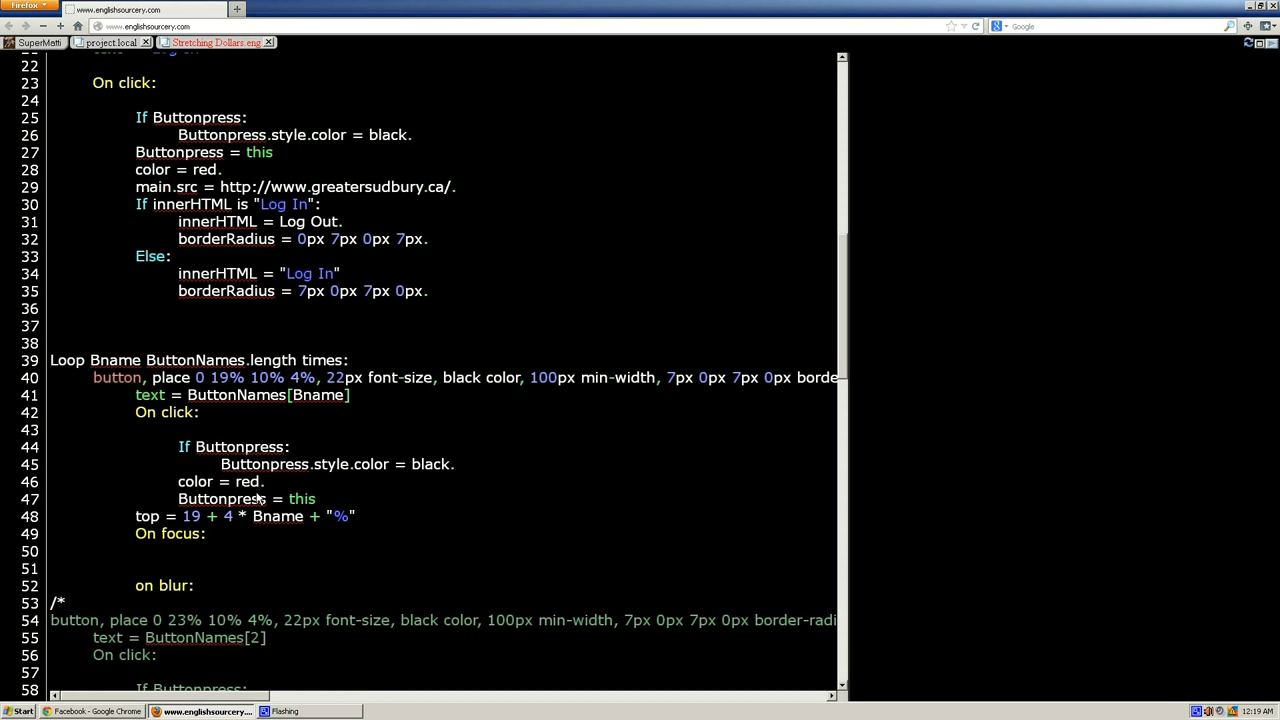 Firefox
www.englishsourcery.com
www.englishsourcery.com
Google
SuperMatti
project.local
Stretching Dollars.eng
22
23 On click:
24
25 If Buttonpress:
26 Buttonpress.style.color = black.
27 Buttonpress = this
28 color = red.
29 main.src = http://www.greatersudbury.ca/.
30 If innerHTML is "Log In":
31 innerHTML = Log Out.
32 borderRadius = 0px 7px 0px 7px.
33 Else:
34 innerHTML = "Log In"
35 borderRadius = 7px 0px 7px 0px.
36
37
38
39 Loop Bname ButtonNames.length times:
40 button, place 0 19% 10% 4%, 22px font-size, black color, 100px min-width, 7px 0px 7px 0px borde
41 text = ButtonNames[Bname]
42 On click:
43
44 If Buttonpress:
45 Buttonpress.style.color = black.
46 color = red.
47 Buttonpress = this
48 top = 19 + 4 * Bname + "%"
49 On focus:
50
51
52 on blur:
53 /*
54 button, place 0 23% 10% 4%, 22px font-size, black color, 100px min-width, 7px 0px 7px 0px border-radi
55 text = ButtonNames[2]
56 On click:
57
58 If Buttonpress:
Start
Facebook - Google Chrome
www.englishsourcery....
Flashing
12:19 AM